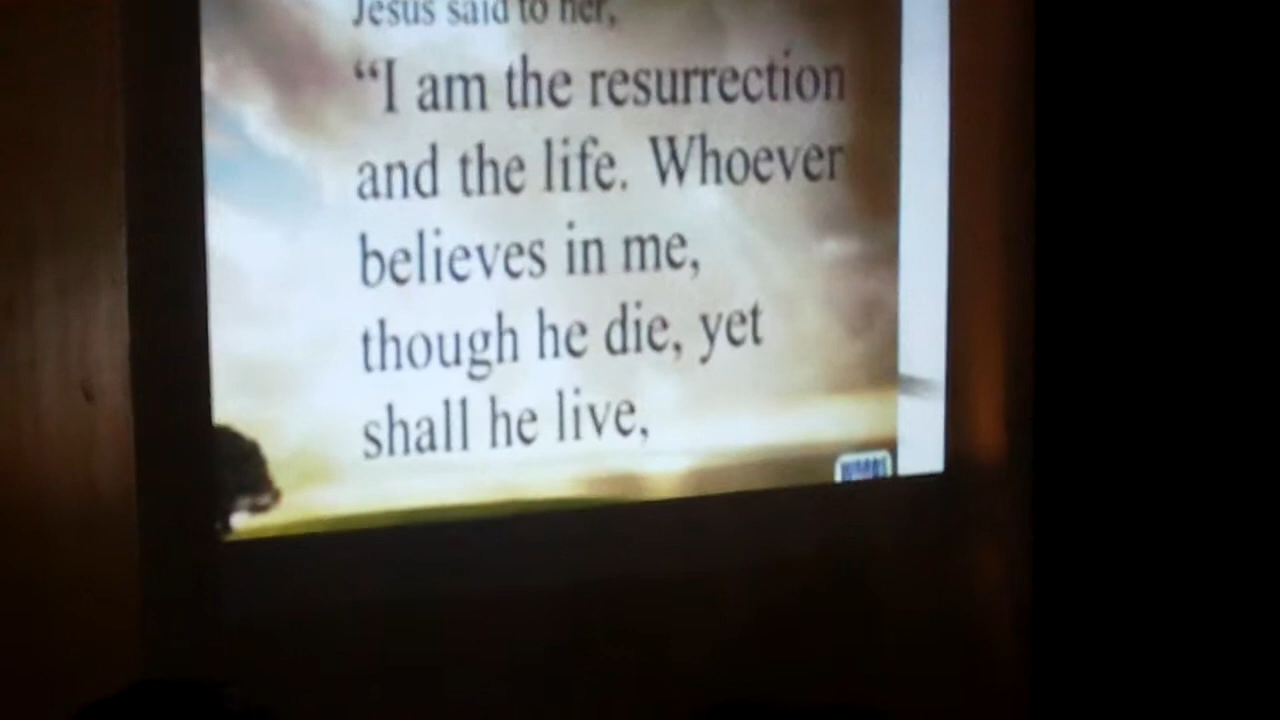 Jesus said to her,
“I am the resurrection
and the life. Whoever
believes in me,
though he die, yet
shall he live,